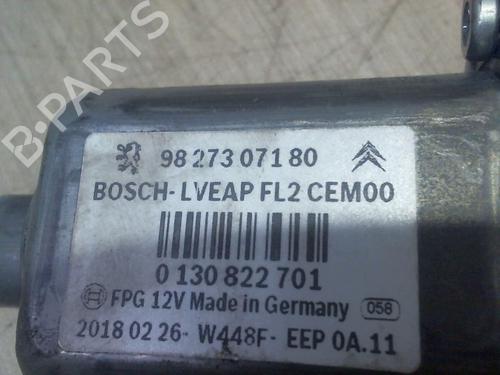 B-PARTS
98 273 071 80
BOSCH-LVEAP FL2 CEM00
0 130 822 701
FPG 12V Made in Germany 058
2018 02 26- W448F- EEP 0A.11